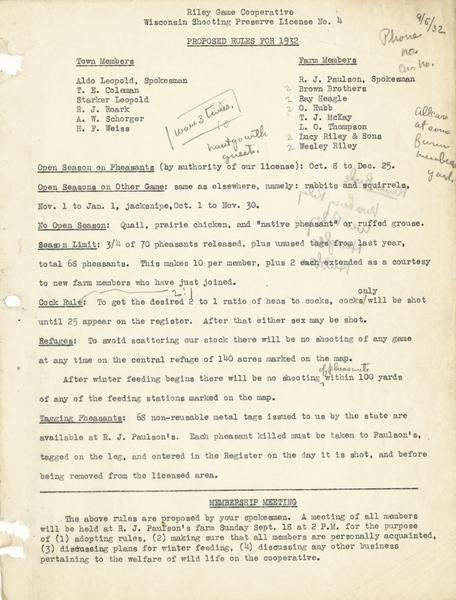 Riley Game Cooperative
Wisconsin Shooting Preserve License No. 4
9/5/32
PROPOSED RULES FOR 1932
Phone
no.
Car no.
Town Members
Farm Members
Aldo Leopold, Spokesman
T. E. Coleman
Starker Leopold
R. J. Roark
A. W. Schorger
H. F. Weiss
R. J. Paulson, Spokesman
2 Brown Brothers
2 Ray Heagle
2 O. Hubb
T. J. McKay
L. O. Thompson
2 Lucy Riley & Sons
2 Wesley Riley
must go with
guests.
at some
farm
members
yard.
Open Season on Pheasants (by authority of our license): Oct. 8 to Dec. 25.
Open Seasons on Other Game: same as elsewhere, namely: rabbits and squirrels,
Nov. 1 to Jan. 1, jacksnipe, Oct. 1 to Nov. 30.
No Open Season: Quail, prairie chicken, and "native pheasant" or ruffed grouse.
Season Limit: 3/4 of 70 pheasants released, plus unused tags from last year,
total 68 pheasants. This makes 10 per member, plus 2 each extended as a courtesy
to new farm members who have just joined.
2:1
only
Cock Rule: To get the desired 2 to 1 ratio of hens to cocks, cocks/will be shot
until 25 appear on the register. After that either sex may be shot.
Refuges: To avoid scattering our stock there will be no shooting of any game
at any time on the central refuge of 140 acres marked on the map.
of pheasants
After winter feeding begins there will be no shooting within 100 yards
of any of the feeding stations marked on the map.
Tagging Pheasants: 68 non-reusable metal tags issued to us by the state are
available at R. J. Paulson's. Each pheasant killed must be taken to Paulson's,
tagged on the leg, and entered in the Register on the day it is shot, and before
being removed from the licensed area.
MEMBERSHIP MEETING
The above rules are proposed by your spokesmen. A meeting of all members
will be held at R. J. Paulson's farm Sunday Sept. 18 at 2 P.M. for the purpose
of (1) adopting rules, (2) making sure that all members are personally acquainted,
(3) discussing plans for winter feeding, (4) discussing any other business
pertaining to the welfare of wild life on the cooperative.